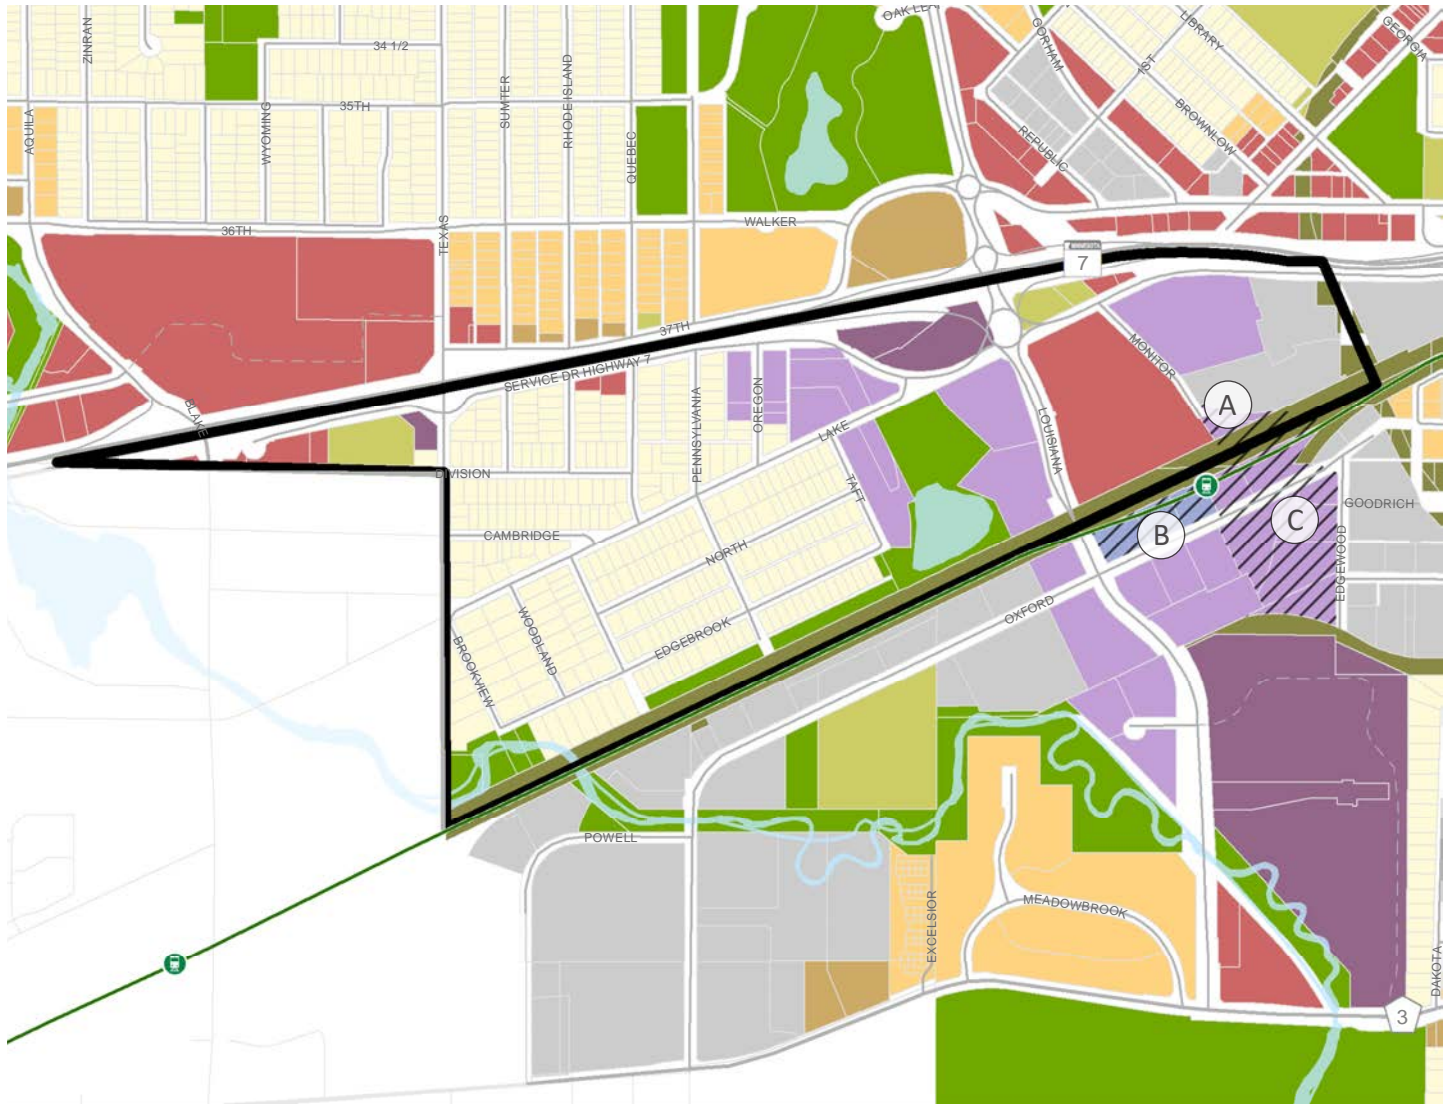 OAK LEAF
LIBRARY
GEORGIA
ZINRAN
34 1/2
GORHAM
1ST
35TH
SUMTER
RHODE ISLAND
BROWNLOW
AQUILA
WYOMING
QUEBEC
REPUBLIC
36TH
TEXAS
WALKER
7
37TH
SERVICE DR HIGHWAY 7
MONITOR
BLAKE
PENNSYLVANIA
OREGON
LAKE
LOUISIANA
A
DIVISION
TAFT
B
C
GOODRICH
CAMBRIDGE
NORTH
EDGEWOOD
OXFORD
BROOKVIEW
WOODLAND
EDGEBROOK
POWELL
EXCELSIOR
MEADOWBROOK
DAKOTA
3